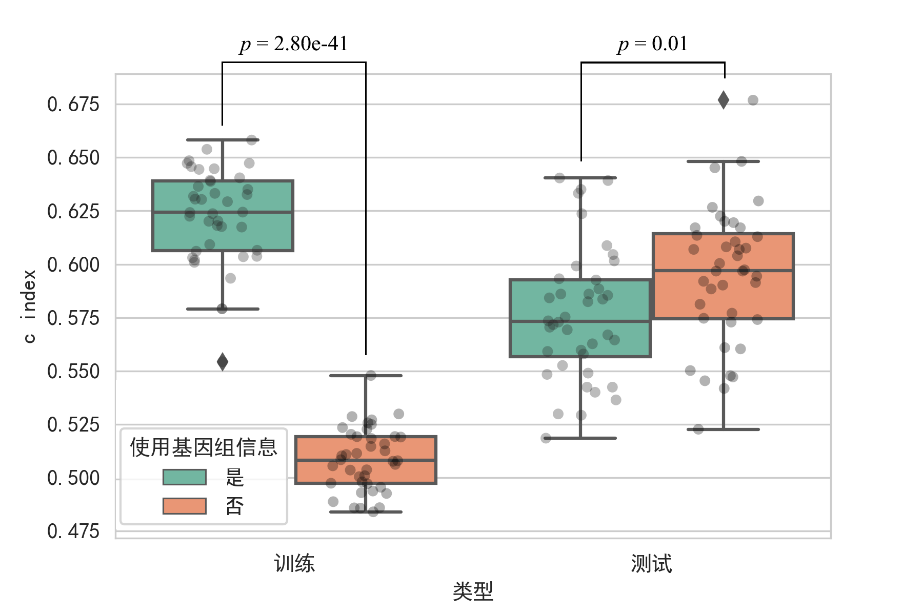 p = 2.80e-41
p = 0.01
0.675
0.650
0.625
0.600
0.575
0.550
0.525
0.500
0.475
c index
使用基因组信息
是
否
训练
测试
类型